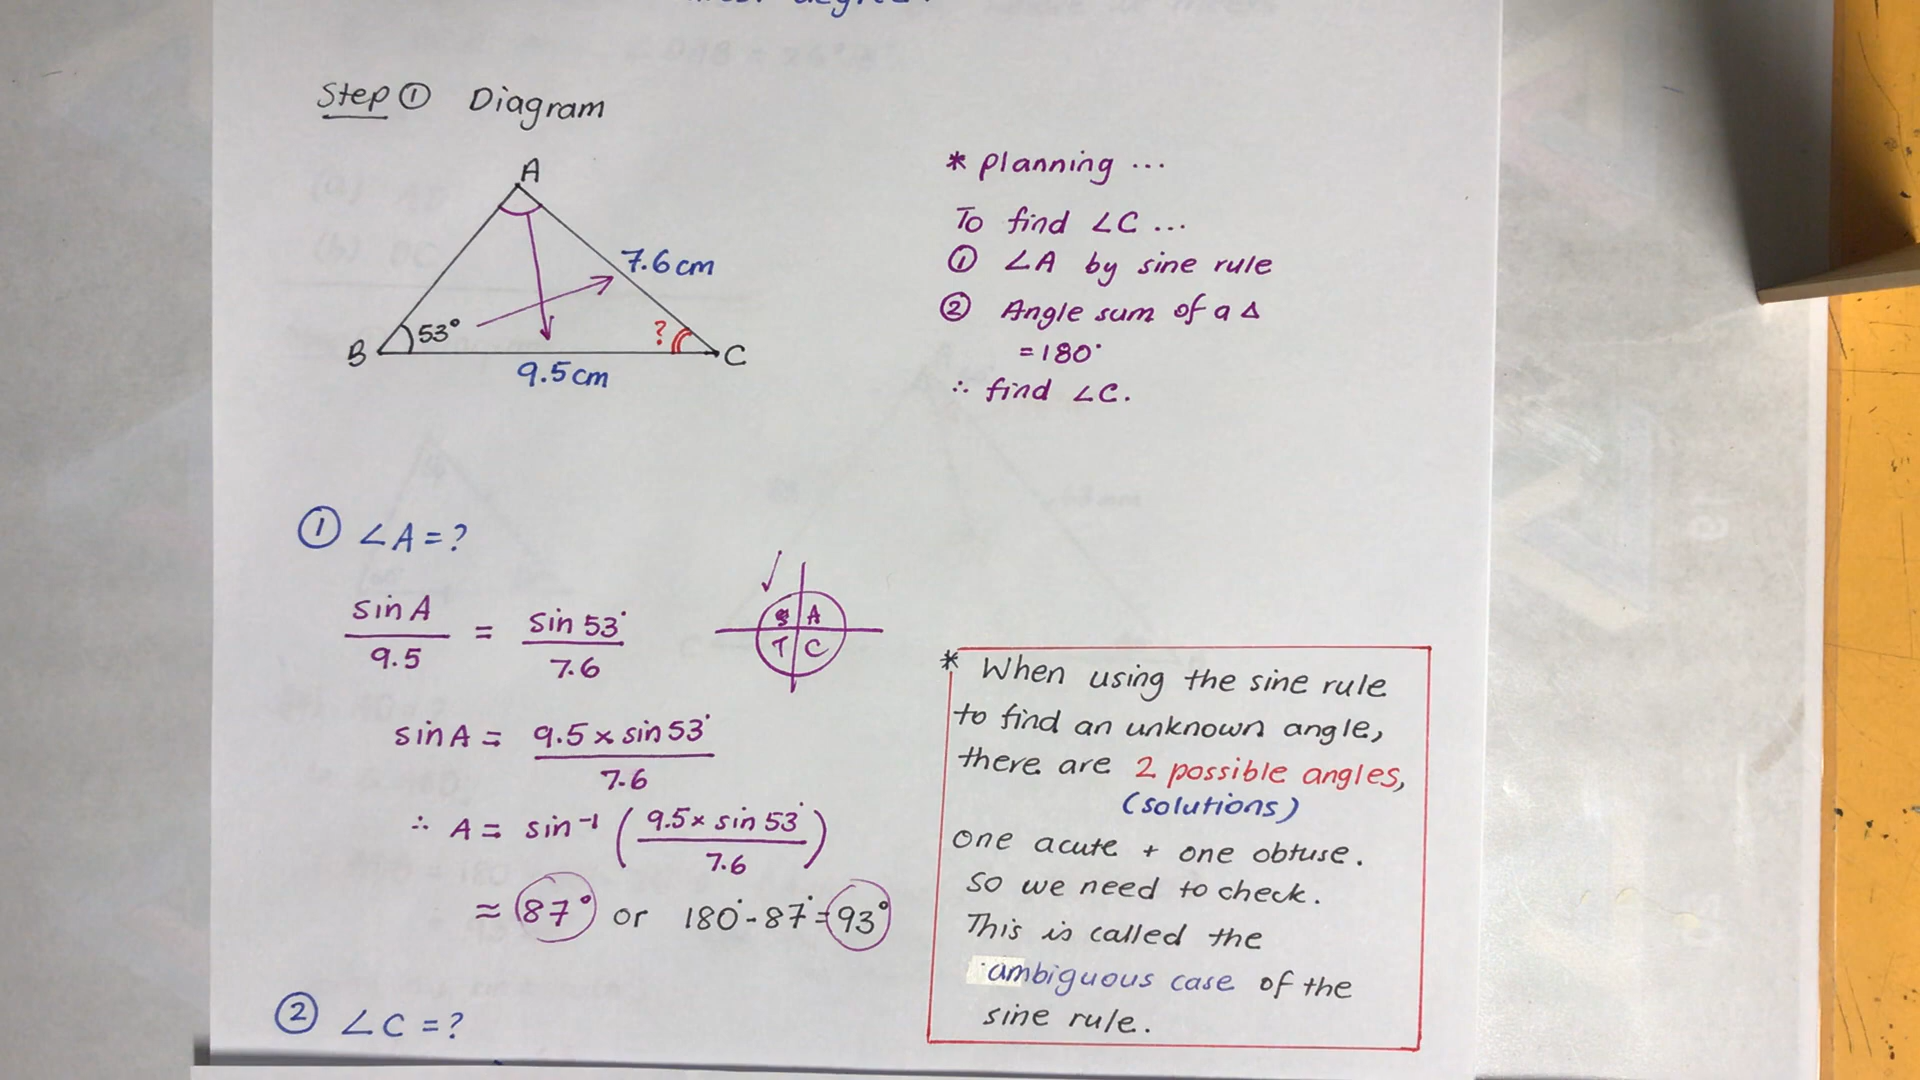 degree.
Step ① Diagram
A
7.6cm
B
53°
?
C
9.5cm
* planning ...
To find ∠C ...
① ∠A by sine rule
② Angle sum of a Δ
= 180°
∴ find ∠C.
① ∠A = ?
sin A / 9.5 = sin 53° / 7.6
S A
T C
sin A = 9.5 × sin 53° / 7.6
∴ A = sin⁻¹ ( 9.5 × sin 53° / 7.6 )
≈ 87° or 180° - 87° = 93°
② ∠C = ?
* When using the sine rule
to find an unknown angle,
there are 2 possible angles,
(solutions)
one acute + one obtuse.
So we need to check.
This is called the
ambiguous case of the
sine rule.